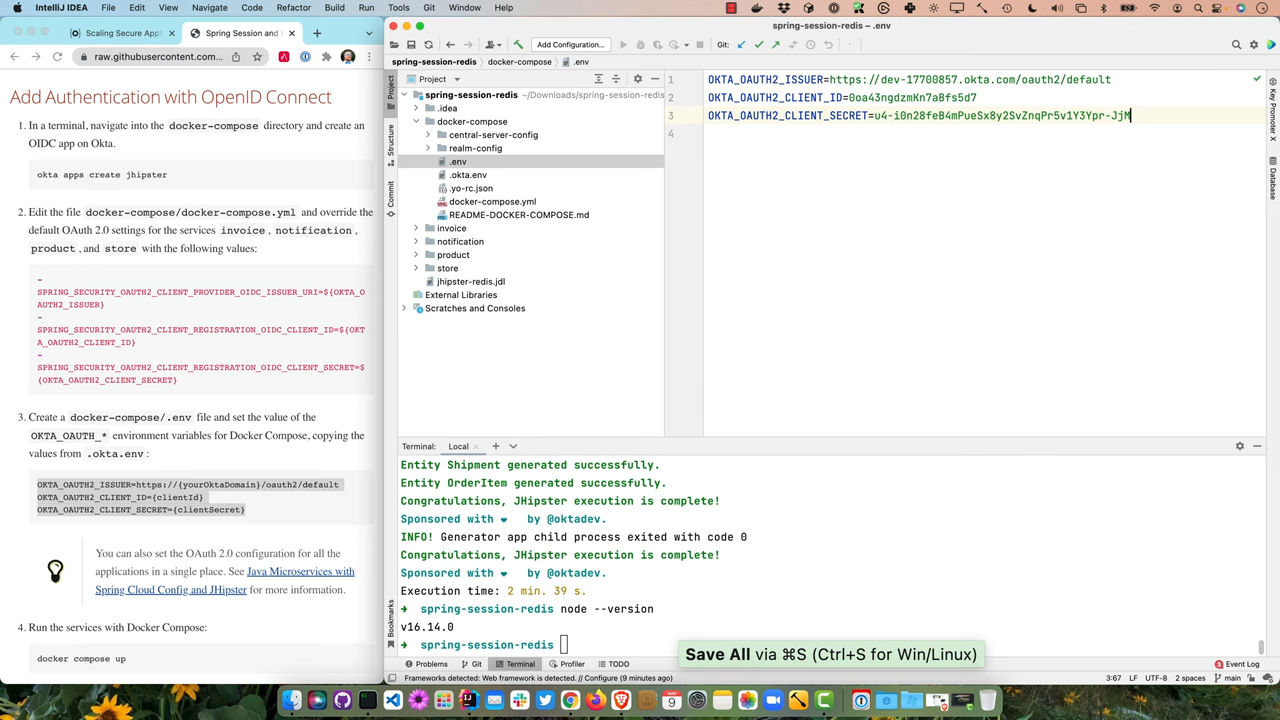 IntelliJ IDEA File Edit View Navigate Code Refactor Build Run Tools Git Window Help
Scaling Secure Appl
Spring Session and
raw.githubusercontent.com...
Add Authentication with OpenID Connect
1. In a terminal, navigate into the docker-compose directory and create an
OIDC app on Okta.
okta apps create jhipster
2. Edit the file docker-compose/docker-compose.yml and override the
default OAuth 2.0 settings for the services invoice, notification,
product, and store with the following values:
-
SPRING_SECURITY_OAUTH2_CLIENT_PROVIDER_OIDC_ISSUER_URI=${OKTA_O
AUTH2_ISSUER}
-
SPRING_SECURITY_OAUTH2_CLIENT_REGISTRATION_OIDC_CLIENT_ID=${OKT
A_OAUTH2_CLIENT_ID}
-
SPRING_SECURITY_OAUTH2_CLIENT_REGISTRATION_OIDC_CLIENT_SECRET=$
{OKTA_OAUTH2_CLIENT_SECRET}
3. Create a docker-compose/.env file and set the value of the
OKTA_OAUTH_* environment variables for Docker Compose, copying the
values from .okta.env:
OKTA_OAUTH2_ISSUER=https://{yourOktaDomain}/oauth2/default
OKTA_OAUTH2_CLIENT_ID={clientId}
OKTA_OAUTH2_CLIENT_SECRET={clientSecret}
You can also set the OAuth 2.0 configuration for all the
applications in a single place. See Java Microservices with
Spring Cloud Config and JHipster for more information.
4. Run the services with Docker Compose:
docker compose up
spring-session-redis – .env
Add Configuration...
Git:
spring-session-redis docker-compose .env
Project
spring-session-redis ~/Downloads/spring-session-redis
.idea
docker-compose
central-server-config
realm-config
.env
.okta.env
.yo-rc.json
docker-compose.yml
README-DOCKER-COMPOSE.md
invoice
notification
product
store
jhipster-redis.jdl
External Libraries
Scratches and Consoles
Project
Structure
Commit
Bookmarks
1 OKTA_OAUTH2_ISSUER=https://dev-17700857.okta.com/oauth2/default
2 OKTA_OAUTH2_CLIENT_ID=0oa43ngdzmKn7aBfs5d7
3 OKTA_OAUTH2_CLIENT_SECRET=u4-i0n28feB4mPueSx8y2SvZnqPr5v1Y3Ypr-JjM
4
Key Promoter X
Database
Terminal: Local
Entity Shipment generated successfully.
Entity OrderItem generated successfully.
Congratulations, JHipster execution is complete!
Sponsored with ❤ by @oktadev.
INFO! Generator app child process exited with code 0
Congratulations, JHipster execution is complete!
Sponsored with ❤ by @oktadev.
Execution time: 2 min. 39 s.
➜ spring-session-redis node --version
v16.14.0
➜ spring-session-redis
Save All via ⌘S (Ctrl+S for Win/Linux)
Problems Git Terminal Profiler TODO
Event Log
Frameworks detected: Web framework is detected. // Configure (9 minutes ago)
3:67 LF UTF-8 2 spaces main
9